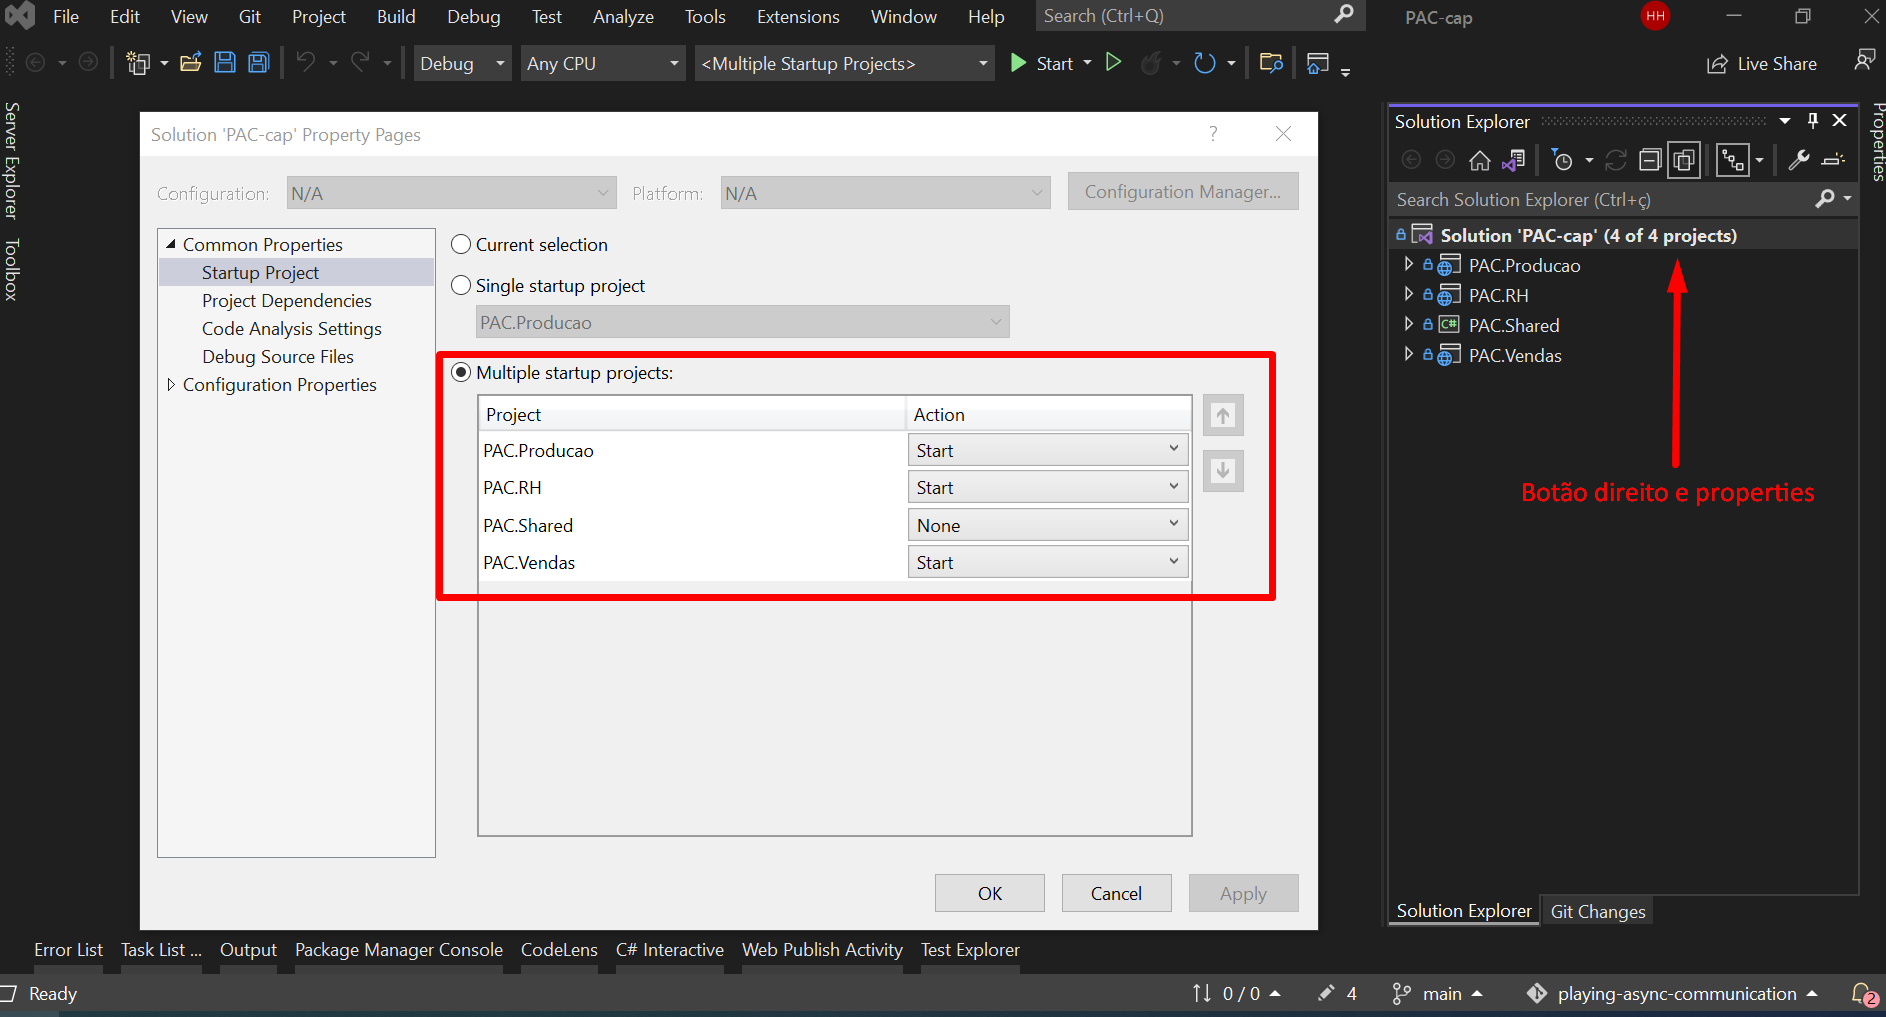 File Edit View Git Project Build Debug Test Analyze Tools Extensions Window Help Search (Ctrl+Q) PAC-cap HH
Debug Any CPU <Multiple Startup Projects> Start Live Share
Server Explorer
Toolbox
Solution 'PAC-cap' Property Pages ?
Configuration: N/A Platform: N/A Configuration Manager...
Common Properties
Startup Project
Project Dependencies
Code Analysis Settings
Debug Source Files
Configuration Properties
Current selection
Single startup project
PAC.Producao
Multiple startup projects:
Project Action
PAC.Producao Start
PAC.RH Start
PAC.Shared None
PAC.Vendas Start
OK Cancel Apply
Solution Explorer
Search Solution Explorer (Ctrl+ç)
Solution 'PAC-cap' (4 of 4 projects)
PAC.Producao
PAC.RH
C# PAC.Shared
PAC.Vendas
Botão direito e properties
Solution Explorer Git Changes
Properties
Error List Task List ... Output Package Manager Console CodeLens C# Interactive Web Publish Activity Test Explorer
Ready 0 / 0 4 main playing-async-communication 2